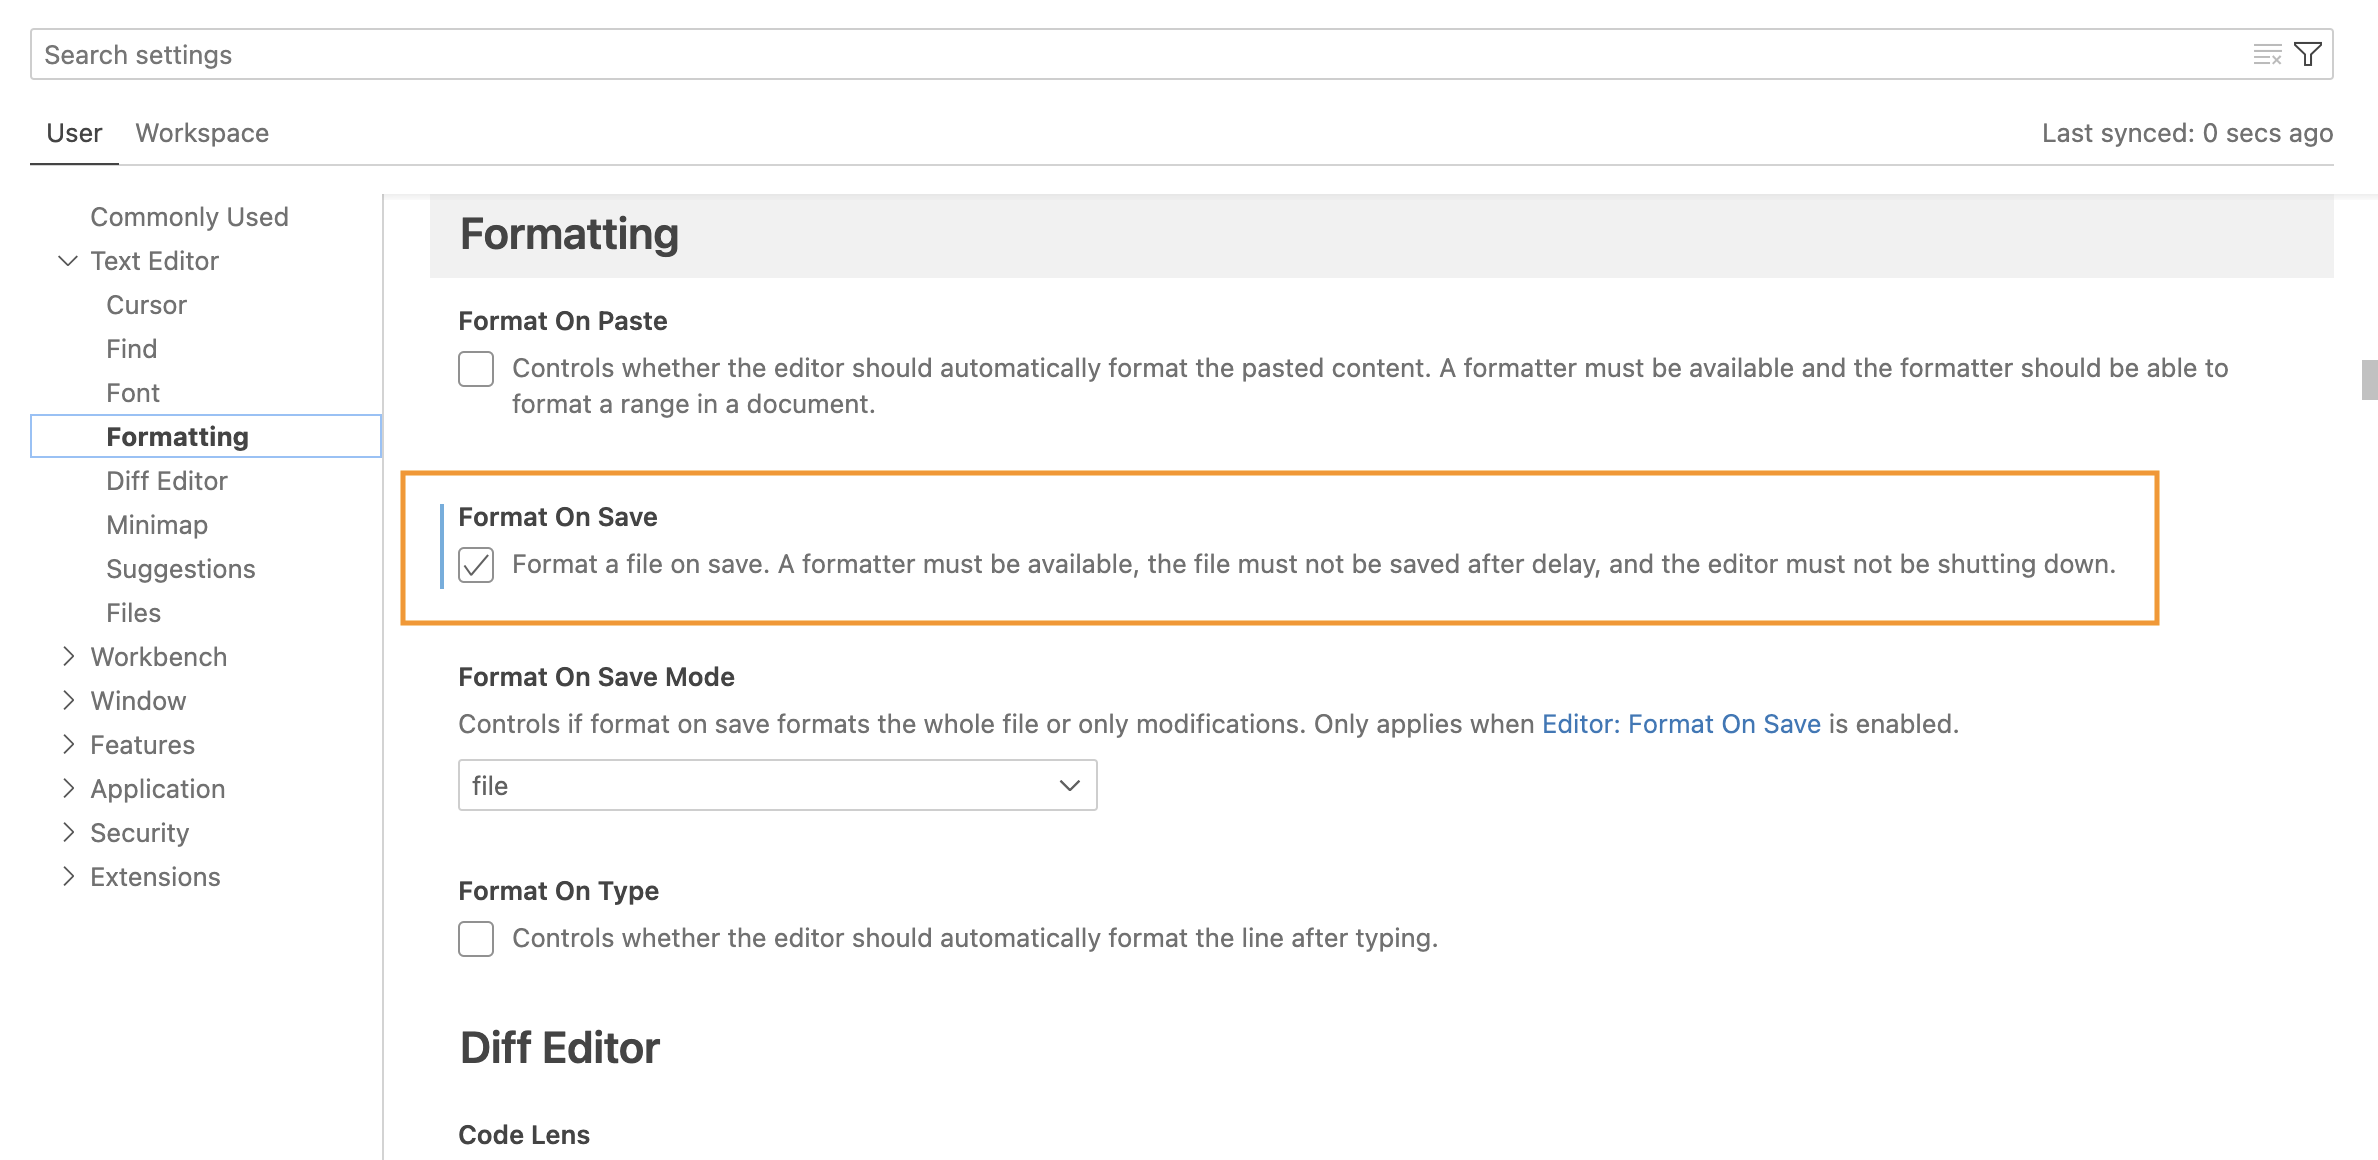 Search settings
User Workspace Last synced: 0 secs ago
Commonly Used
Text Editor
Cursor
Find
Font
Formatting
Diff Editor
Minimap
Suggestions
Files
Workbench
Window
Features
Application
Security
Extensions
Formatting
Format On Paste
Controls whether the editor should automatically format the pasted content. A formatter must be available and the formatter should be able to
format a range in a document.
Format On Save
Format a file on save. A formatter must be available, the file must not be saved after delay, and the editor must not be shutting down.
Format On Save Mode
Controls if format on save formats the whole file or only modifications. Only applies when Editor: Format On Save is enabled.
file
Format On Type
Controls whether the editor should automatically format the line after typing.
Diff Editor
Code Lens